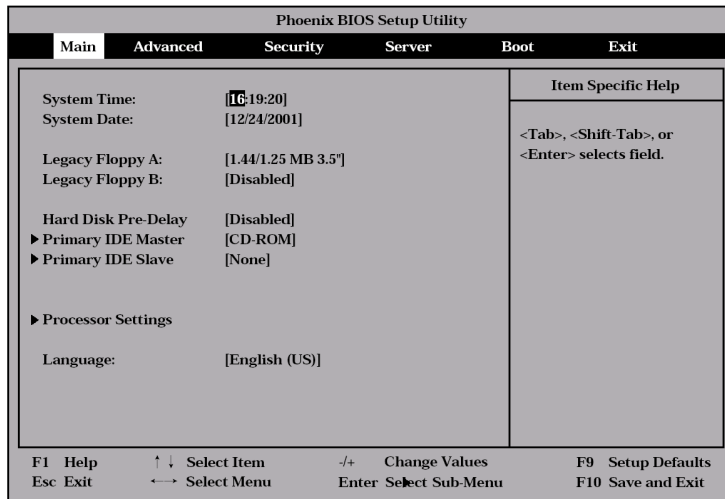 Phoenix BIOS Setup Utility
Main Advanced Security Server Boot Exit
System Time: [16:19:20]
System Date: [12/24/2001]
Legacy Floppy A: [1.44/1.25 MB 3.5"]
Legacy Floppy B: [Disabled]
Hard Disk Pre-Delay [Disabled]
Primary IDE Master [CD-ROM]
Primary IDE Slave [None]
Processor Settings
Language: [English (US)]
Item Specific Help
<Tab>, <Shift-Tab>, or
<Enter> selects field.
F1 Help ↑ ↓ Select Item -/+ Change Values F9 Setup Defaults
Esc Exit ←→ Select Menu Enter Select Sub-Menu F10 Save and Exit